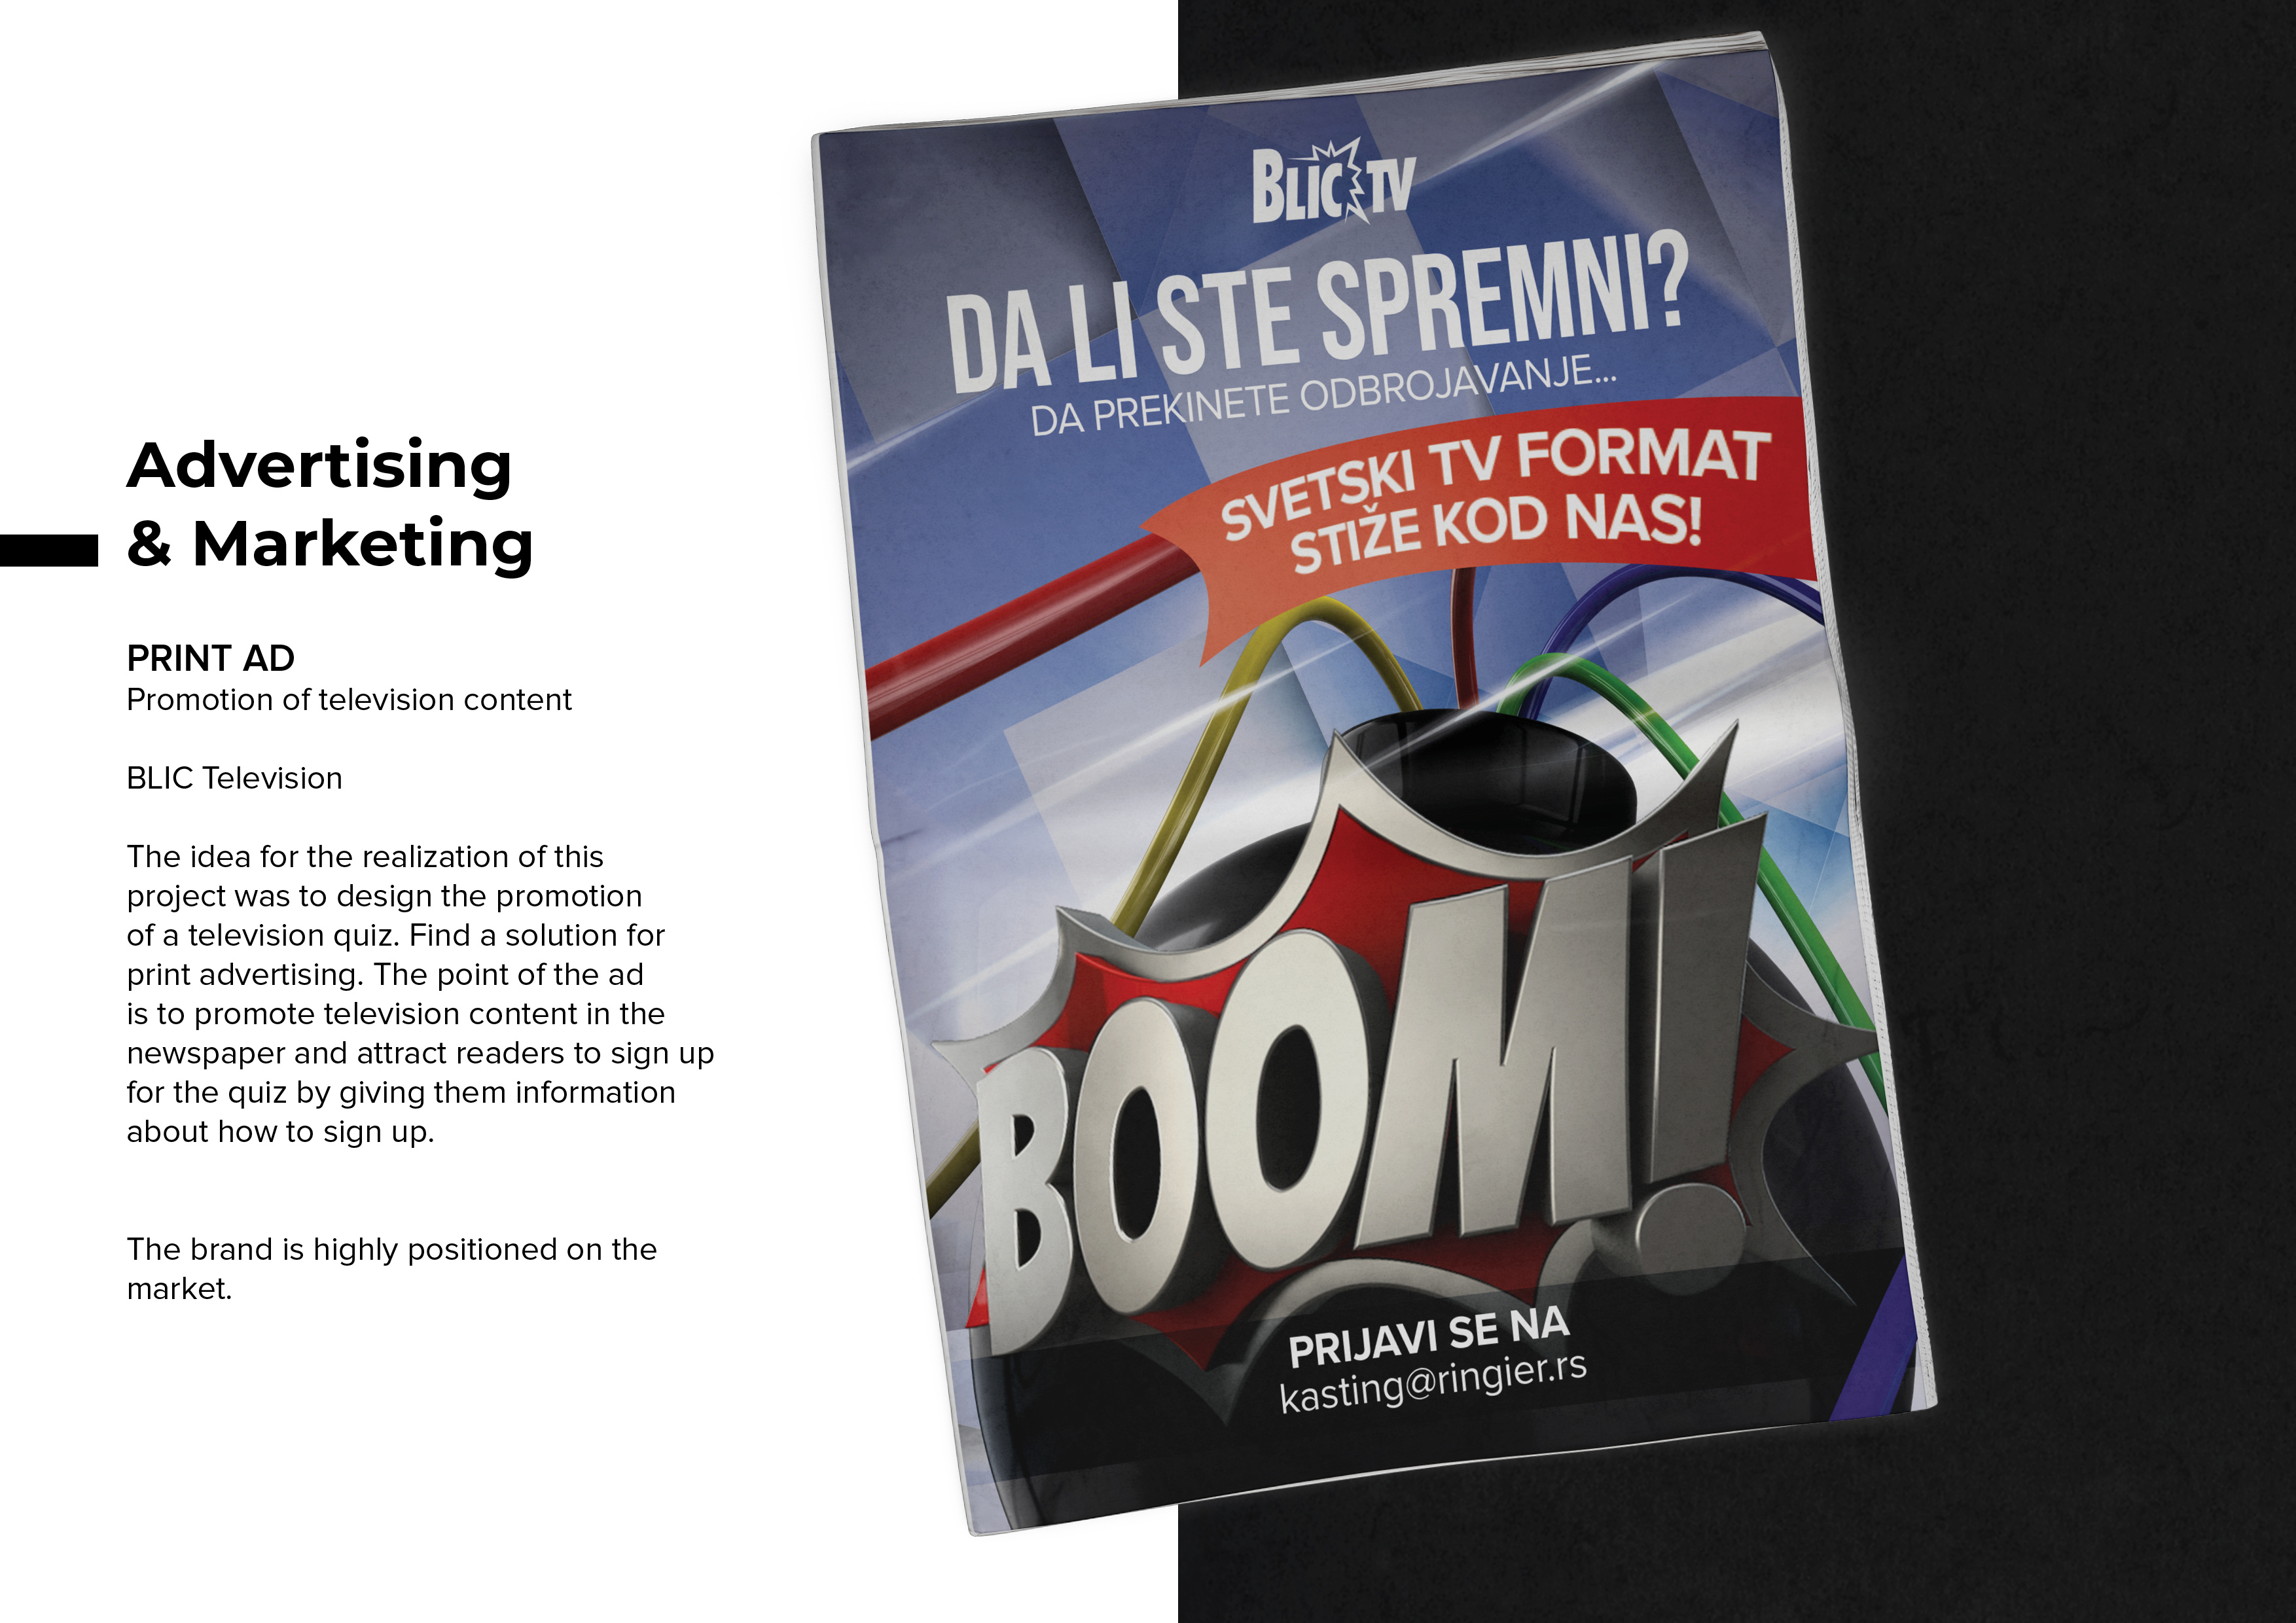 Advertising
& Marketing
PRINT AD
Promotion of television content
BLIC Television
The idea for the realization of this
project was to design the promotion
of a television quiz. Find a solution for
print advertising. The point of the ad
is to promote television content in the
newspaper and attract readers to sign up
for the quiz by giving them information
about how to sign up.
The brand is highly positioned on the
market.
BLIC TV
DA LI STE SPREMNI?
DA PREKINETE ODBROJAVANJE...
SVETSKI TV FORMAT
STIŽE KOD NAS!
BOOM!
PRIJAVI SE NA
kasting@ringier.rs